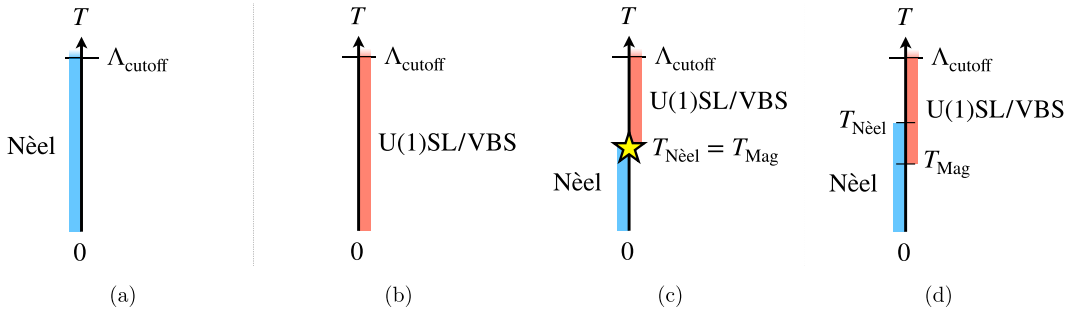 T
Λcutoff
Nèel
0
(a)
T
Λcutoff
U(1)SL/VBS
0
(b)
T
Λcutoff
U(1)SL/VBS
TNèel = TMag
Nèel
0
(c)
T
Λcutoff
U(1)SL/VBS
TNèel
TMag
Nèel
0
(d)